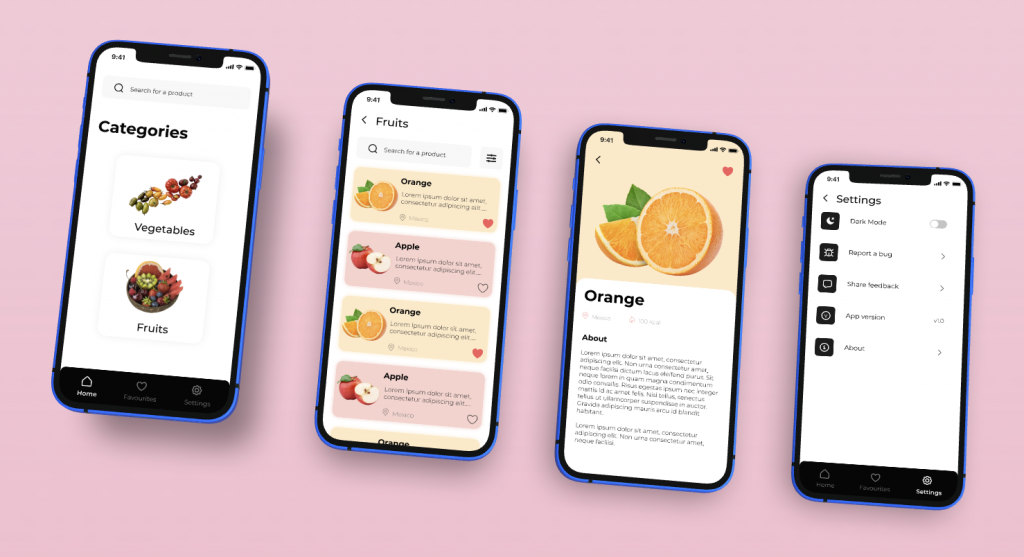 9:41
Search for a product
Categories
Vegetables
Fruits
Home
Favourites
Settings
9:41
Fruits
Search for a product
Orange
Lorem ipsum dolor sit amet,
consectetur adipiscing elit....
Mexico
Apple
Lorem ipsum dolor sit amet,
consectetur adipiscing elit....
Mexico
Orange
Lorem ipsum dolor sit amet,
consectetur adipiscing elit....
Mexico
Apple
Lorem ipsum dolor sit amet,
consectetur adipiscing elit....
Mexico
Orange
9:41
Orange
Mexico
130 kcal
About
Lorem ipsum dolor sit amet, consectetur
adipiscing elit. Non urna condimentum
neque facilisi dictum lacus eleifend purus. Sit
neque lorem in quam magna condimentum
odio convallis. Risus egestas ipsum nec integer
mattis id ac amet felis. Nisl tellus, senectus
tellus ut ullamcorper suspendisse in auctor.
Gravida adipiscing mauris arcu id blandit
habitant.
Lorem ipsum dolor sit amet, consectetur
adipiscing elit. Non urna condimentum
neque facilisi
9:41
Settings
Dark Mode
Report a bug
Share feedback
App version
v1.0
About
Home
Favourites
Settings